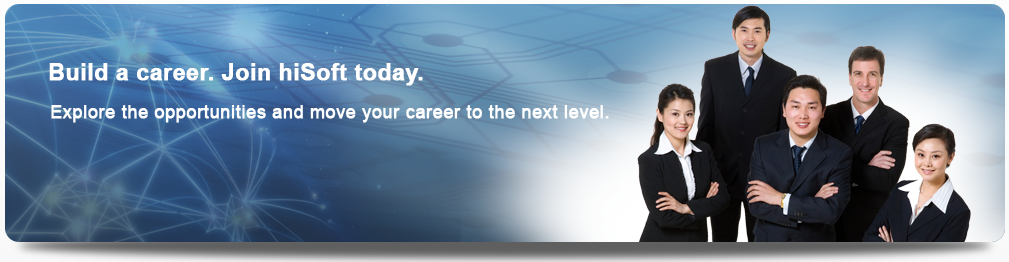 Build a career. Join hiSoft today.
Explore the opportunities and move your career to the next level.